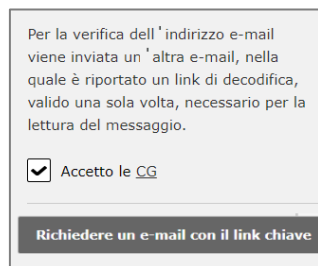 Per la verifica dell'indirizzo e-mail
viene inviata un'altra e-mail, nella
quale è riportato un link di decodifica,
valido una sola volta, necessario per la
lettura del messaggio.
Accetto le CG
Richiedere un e-mail con il link chiave